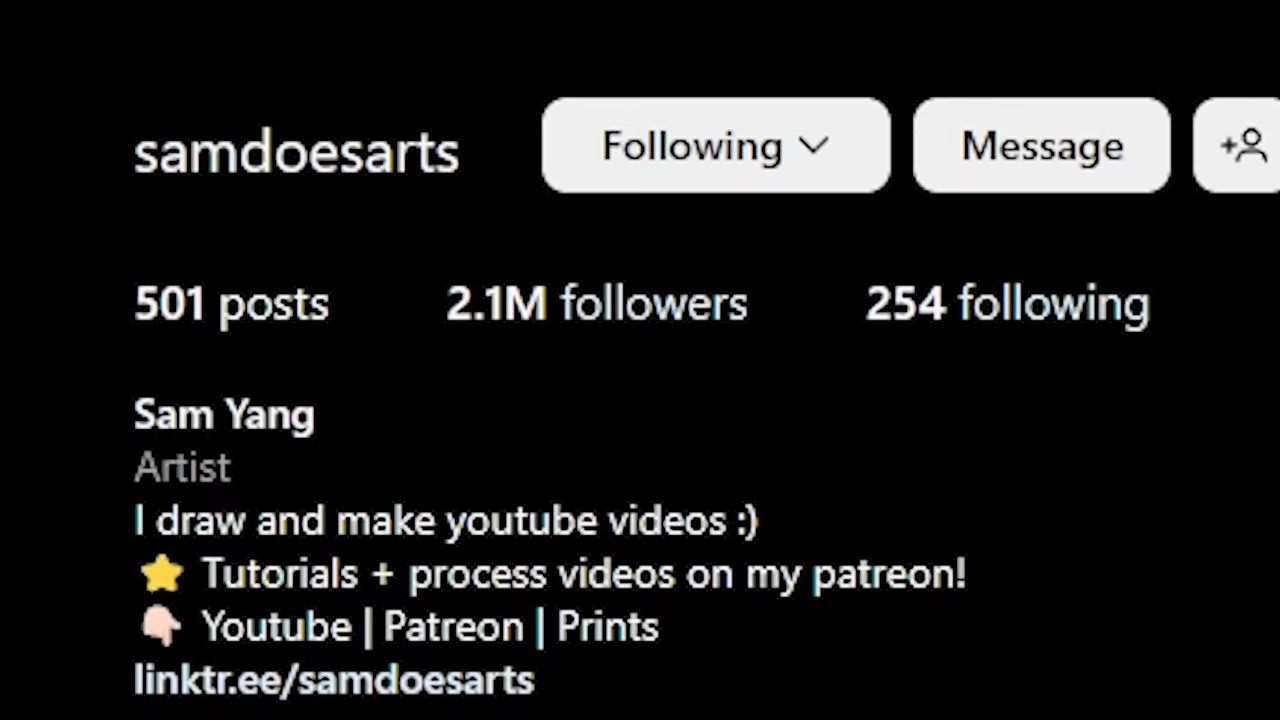 samdoesarts Following Message
501 posts 2.1M followers 254 following
Sam Yang
Artist
I draw and make youtube videos :)
⭐ Tutorials + process videos on my patreon!
👇🏻 Youtube | Patreon | Prints
linktr.ee/samdoesarts